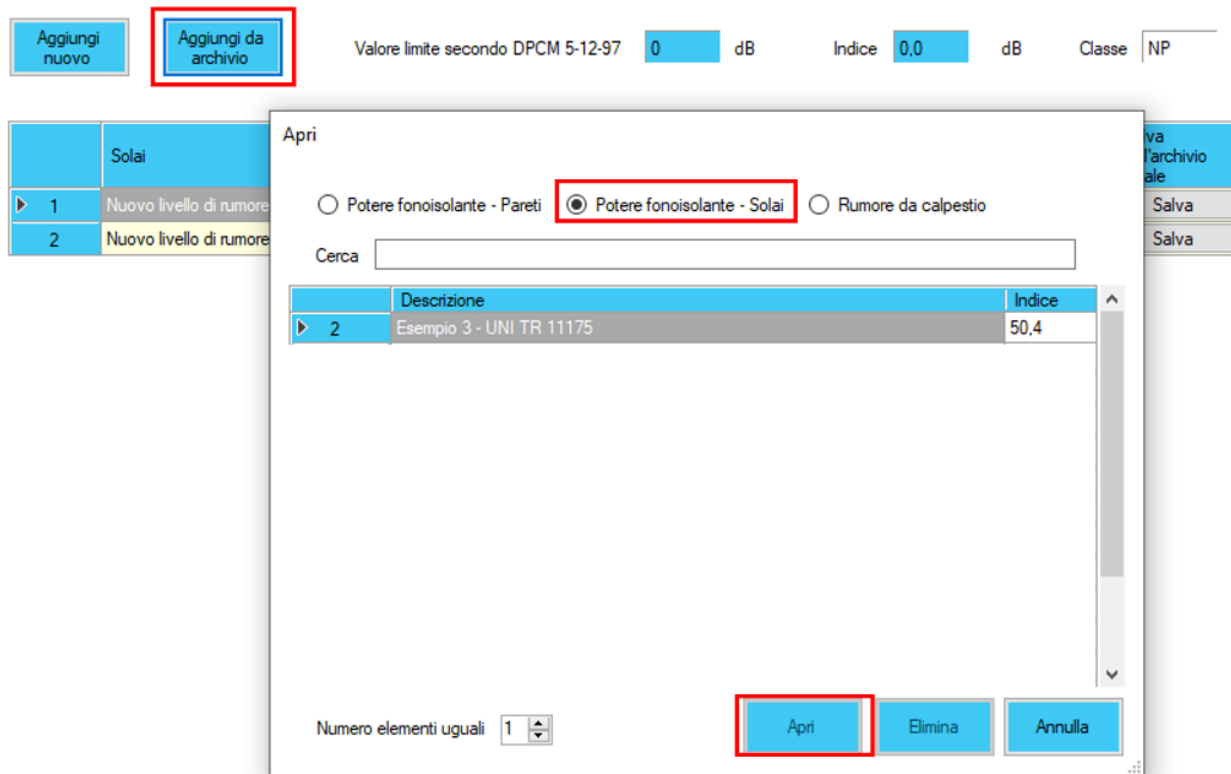 Aggiungi nuovo
Aggiungi da archivio
Valore limite secondo DPCM 5-12-97 0 dB Indice 0,0 dB Classe NP
Solai
1 Nuovo livello di rumore
2 Nuovo livello di rumore
lva
l'archivio
ale
Salva
Salva
Apri
Potere fonoisolante - Pareti Potere fonoisolante - Solai Rumore da calpestio
Cerca
Descrizione Indice
2 Esempio 3 - UNI TR 11175 50,4
Numero elementi uguali 1 Apri Elimina Annulla